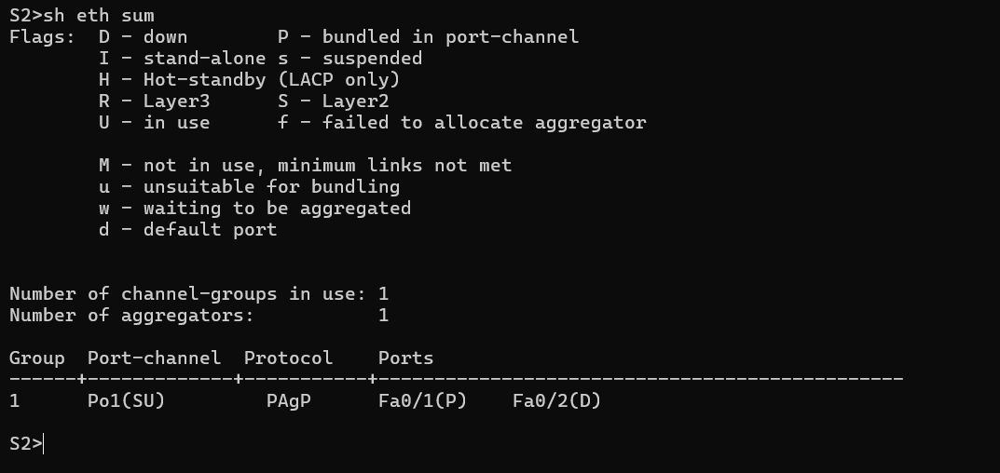 S2>sh eth sum
Flags:  D - down        P - bundled in port-channel
        I - stand-alone s - suspended
        H - Hot-standby (LACP only)
        R - Layer3      S - Layer2
        U - in use      f - failed to allocate aggregator

        M - not in use, minimum links not met
        u - unsuitable for bundling
        w - waiting to be aggregated
        d - default port


Number of channel-groups in use: 1
Number of aggregators:           1

Group  Port-channel  Protocol    Ports
------+-------------+-----------+-----------------------------------------------
1      Po1(SU)         PAgP      Fa0/1(P)    Fa0/2(D)

S2>